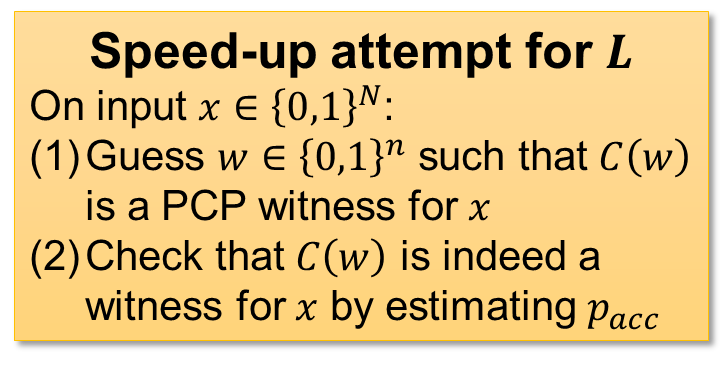 Speed-up attempt for 𝐿
On input 𝑥 ∈ {0,1}ᴺ:
(1) Guess 𝑤 ∈ {0,1}ⁿ such that 𝐶(𝑤)
is a PCP witness for 𝑥
(2) Check that 𝐶(𝑤) is indeed a
witness for 𝑥 by estimating 𝑝𝑎𝑐𝑐